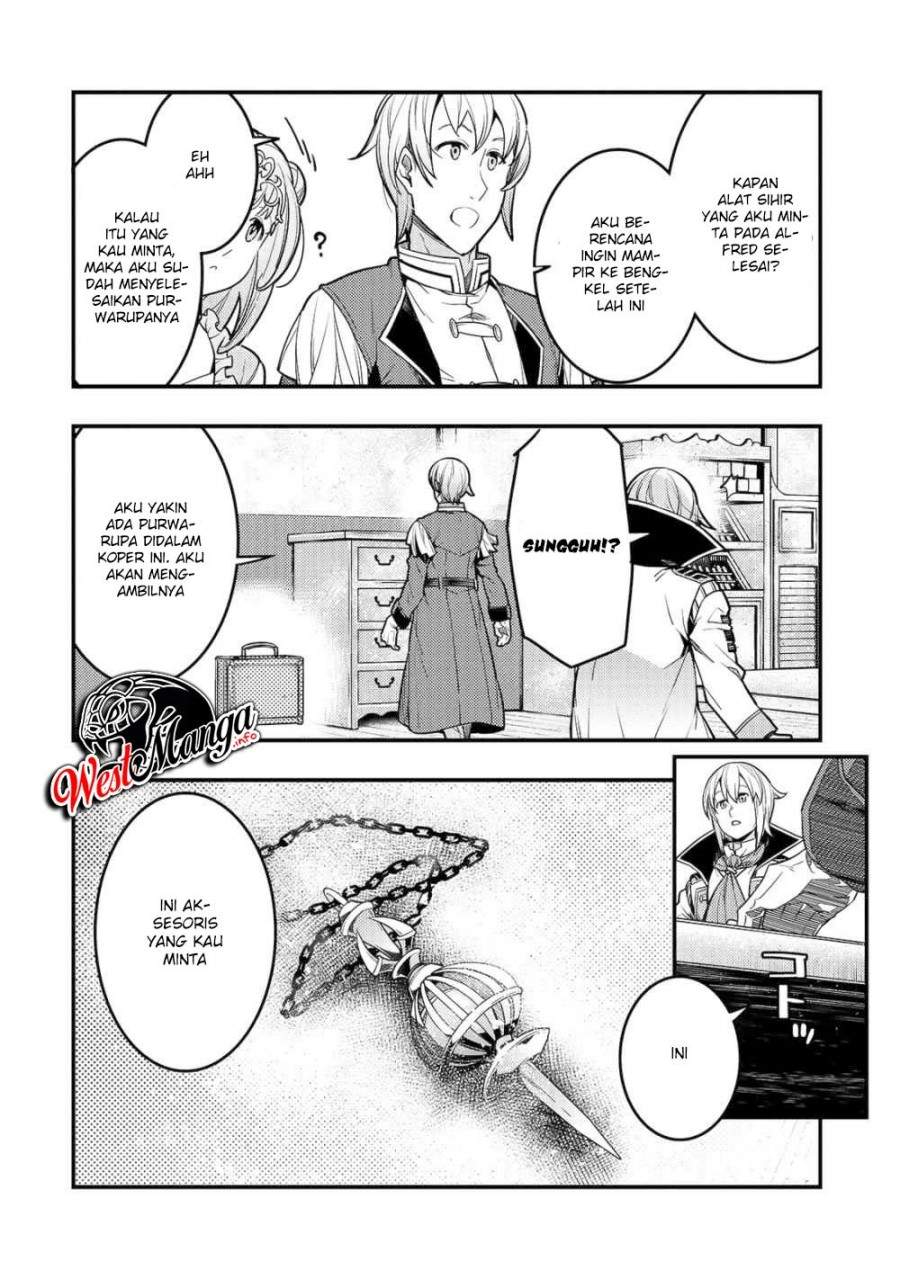 KAPAN
ALAT SIHIR
YANG AKU MIN-
TA PADA AL-
FRED SE-
LESAI?
AKU BE-
RENCANA
INGIN MAM-
PIR KE BENG-
KEL SETE-
LAH INI
?
EH
AHH
KALAU
ITU YANG
KAU MINTA,
MAKA AKU SU-
DAH MENYELE-
SAIKAN PUR-
WARUPANYA
SUNGGUH!?
AKU YAKIN
ADA PURWA-
RUPA DIDALAM
KOPER INI. AKU
AKAN MENG-
AMBILNYA
WestManga
.info
コトッ
INI
INI AK-
SESORIS
YANG KAU
MINTA